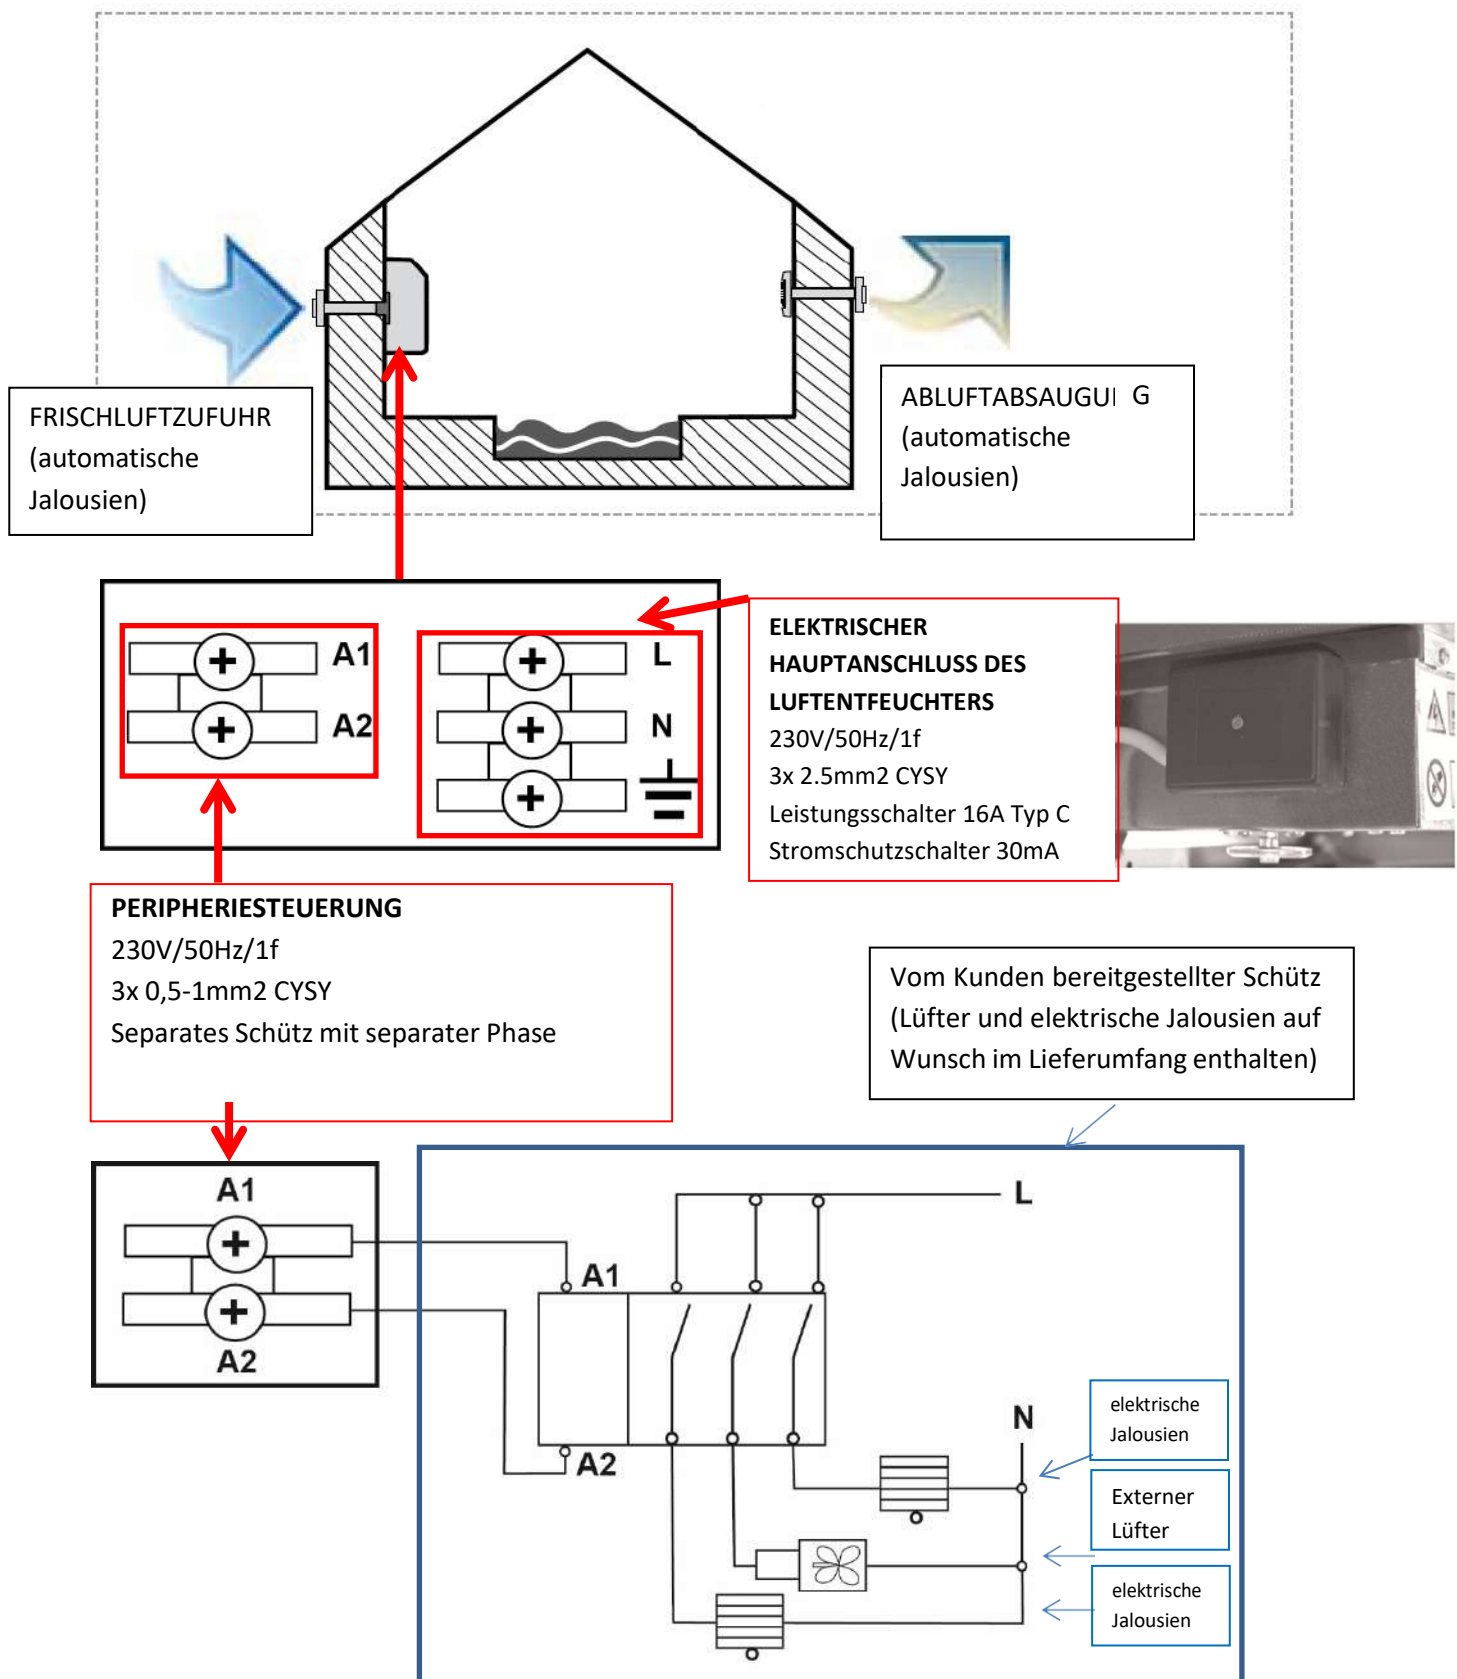 FRISCHLUFTZUFUHR
(automatische
Jalousien)
ABLUFTABSAUGUI G
(automatische
Jalousien)
A1
A2
L
N
ELEKTRISCHER
HAUPTANSCHLUSS DES
LUFTENTFEUCHTERS
230V/50Hz/1f
3x 2.5mm2 CYSY
Leistungsschalter 16A Typ C
Stromschutzschalter 30mA
PERIPHERIESTEUERUNG
230V/50Hz/1f
3x 0,5-1mm2 CYSY
Separates Schütz mit separater Phase
Vom Kunden bereitgestellter Schütz
(Lüfter und elektrische Jalousien auf
Wunsch im Lieferumfang enthalten)
A1
A2
L
A1
A2
N
elektrische
Jalousien
Externer
Lüfter
elektrische
Jalousien